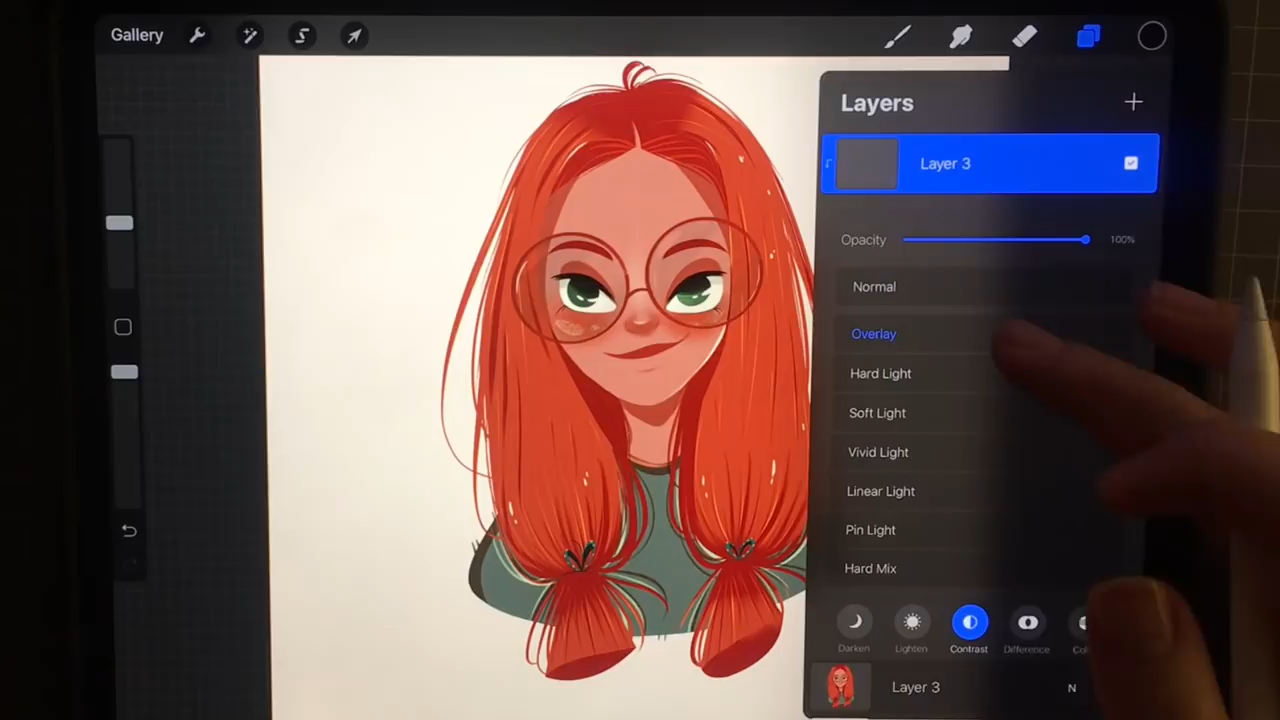 Gallery
Layers
Layer 3
Opacity 100%
Normal
Overlay
Hard Light
Soft Light
Vivid Light
Linear Light
Pin Light
Hard Mix
Darken Lighten Contrast Difference
Layer 3 N